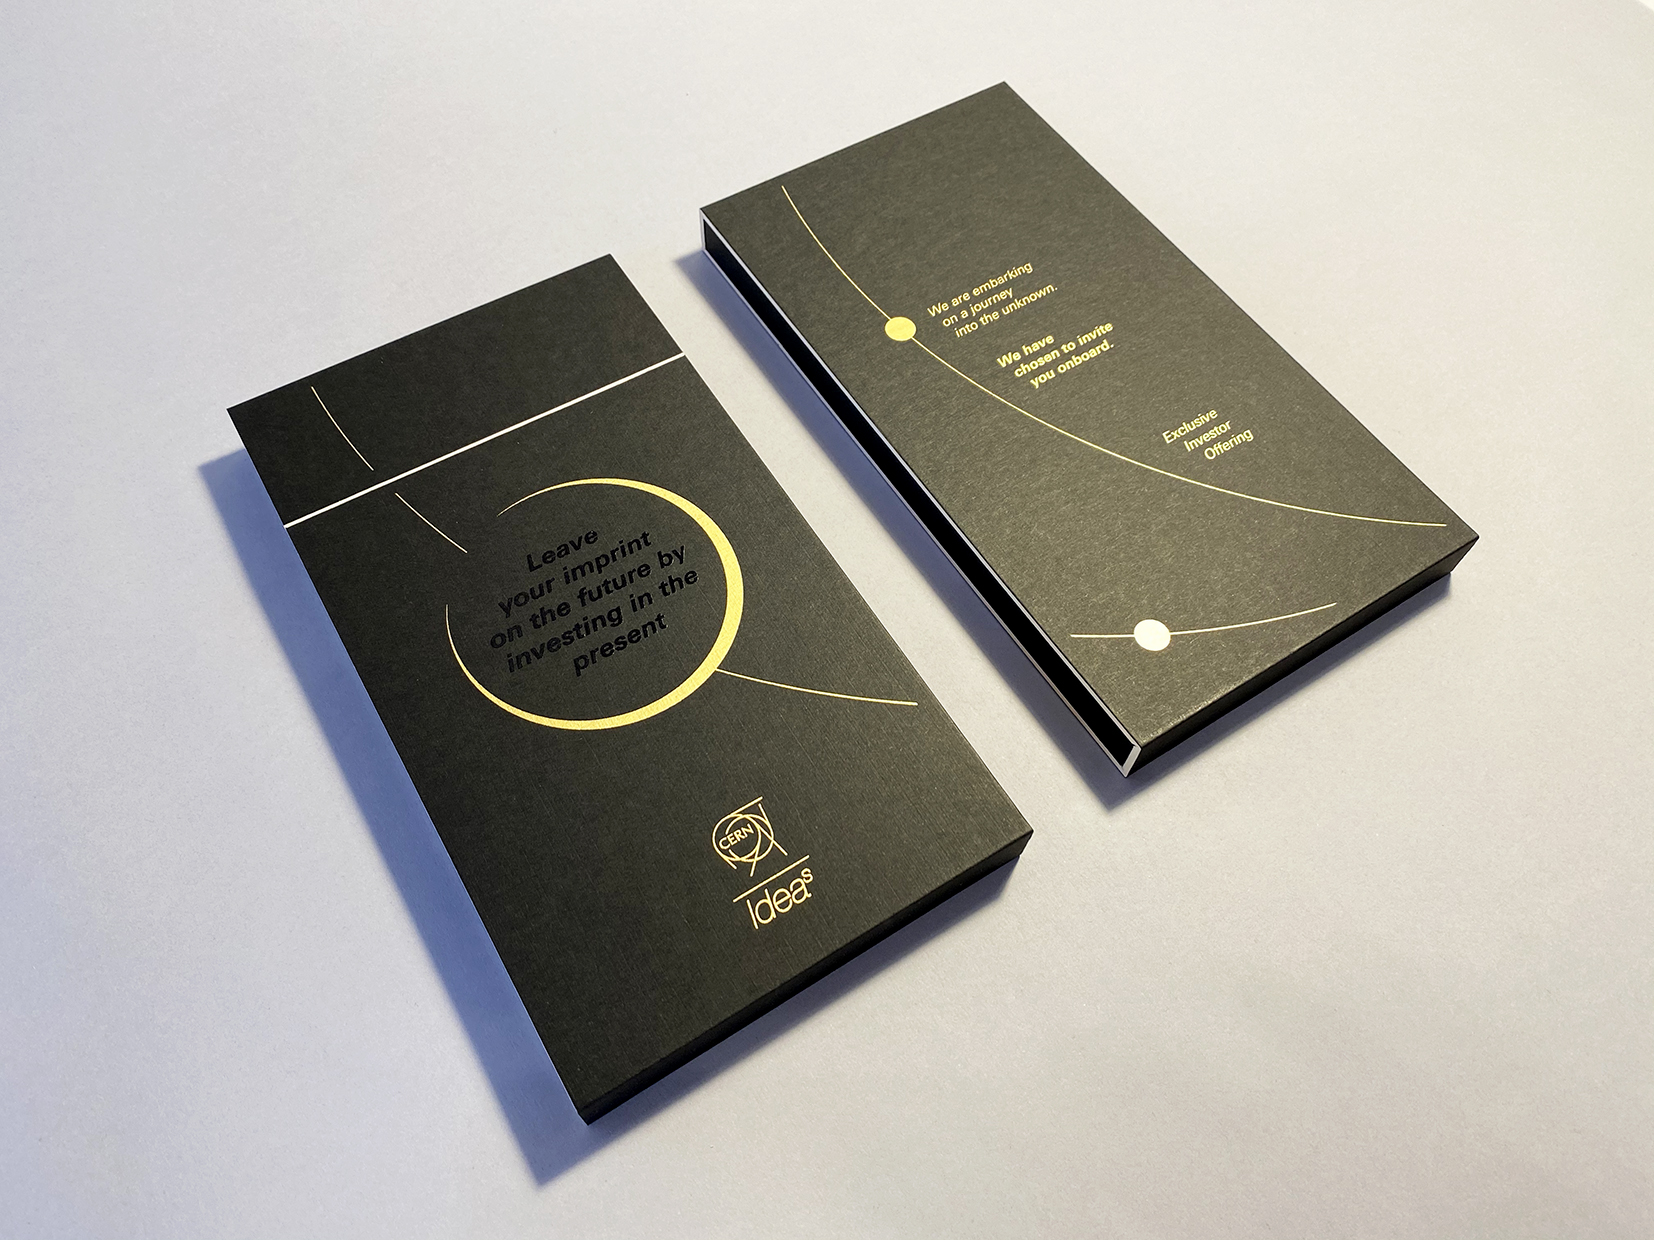 Leave
your imprint
on the future by
investing in the
present
CERN
Ideas
We are embarking
on a journey
into the unknown.
We have
chosen to invite
you onboard.
Exclusive
Investor
Offering